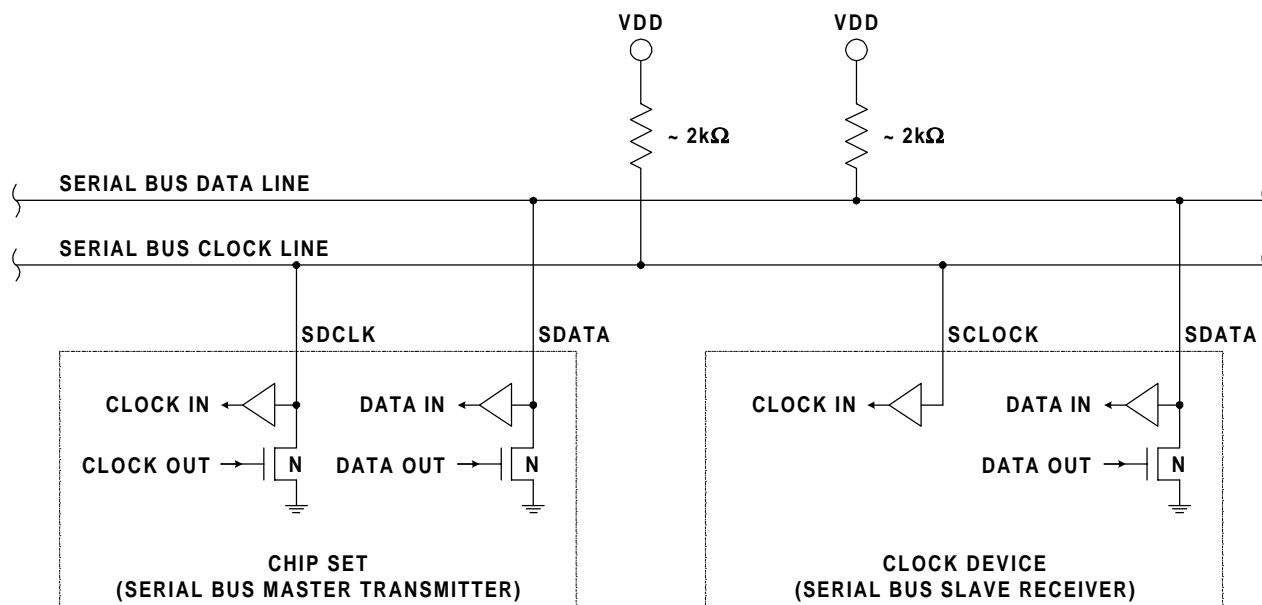 VDD VDD
~ 2kΩ ~ 2kΩ
SERIAL BUS DATA LINE
SERIAL BUS CLOCK LINE
SDCLK SDATA SCLOCK SDATA
CLOCK IN DATA IN CLOCK IN DATA IN
CLOCK OUT N DATA OUT N DATA OUT N
CHIP SET
(SERIAL BUS MASTER TRANSMITTER)
CLOCK DEVICE
(SERIAL BUS SLAVE RECEIVER)